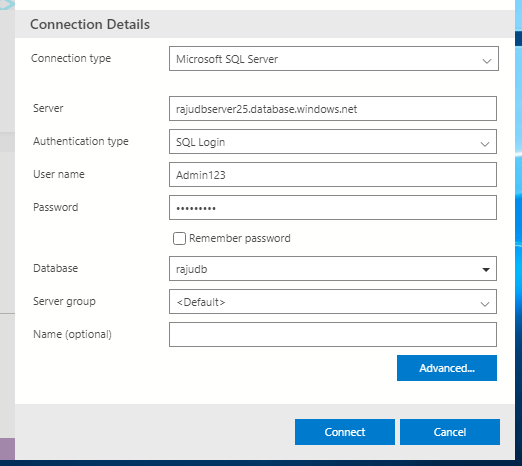 Connection Details
Connection type Microsoft SQL Server
Server rajudbserver25.database.windows.net
Authentication type SQL Login
User name Admin123
Password •••••••••
Remember password
Database rajudb
Server group <Default>
Name (optional)
Advanced...
Connect Cancel